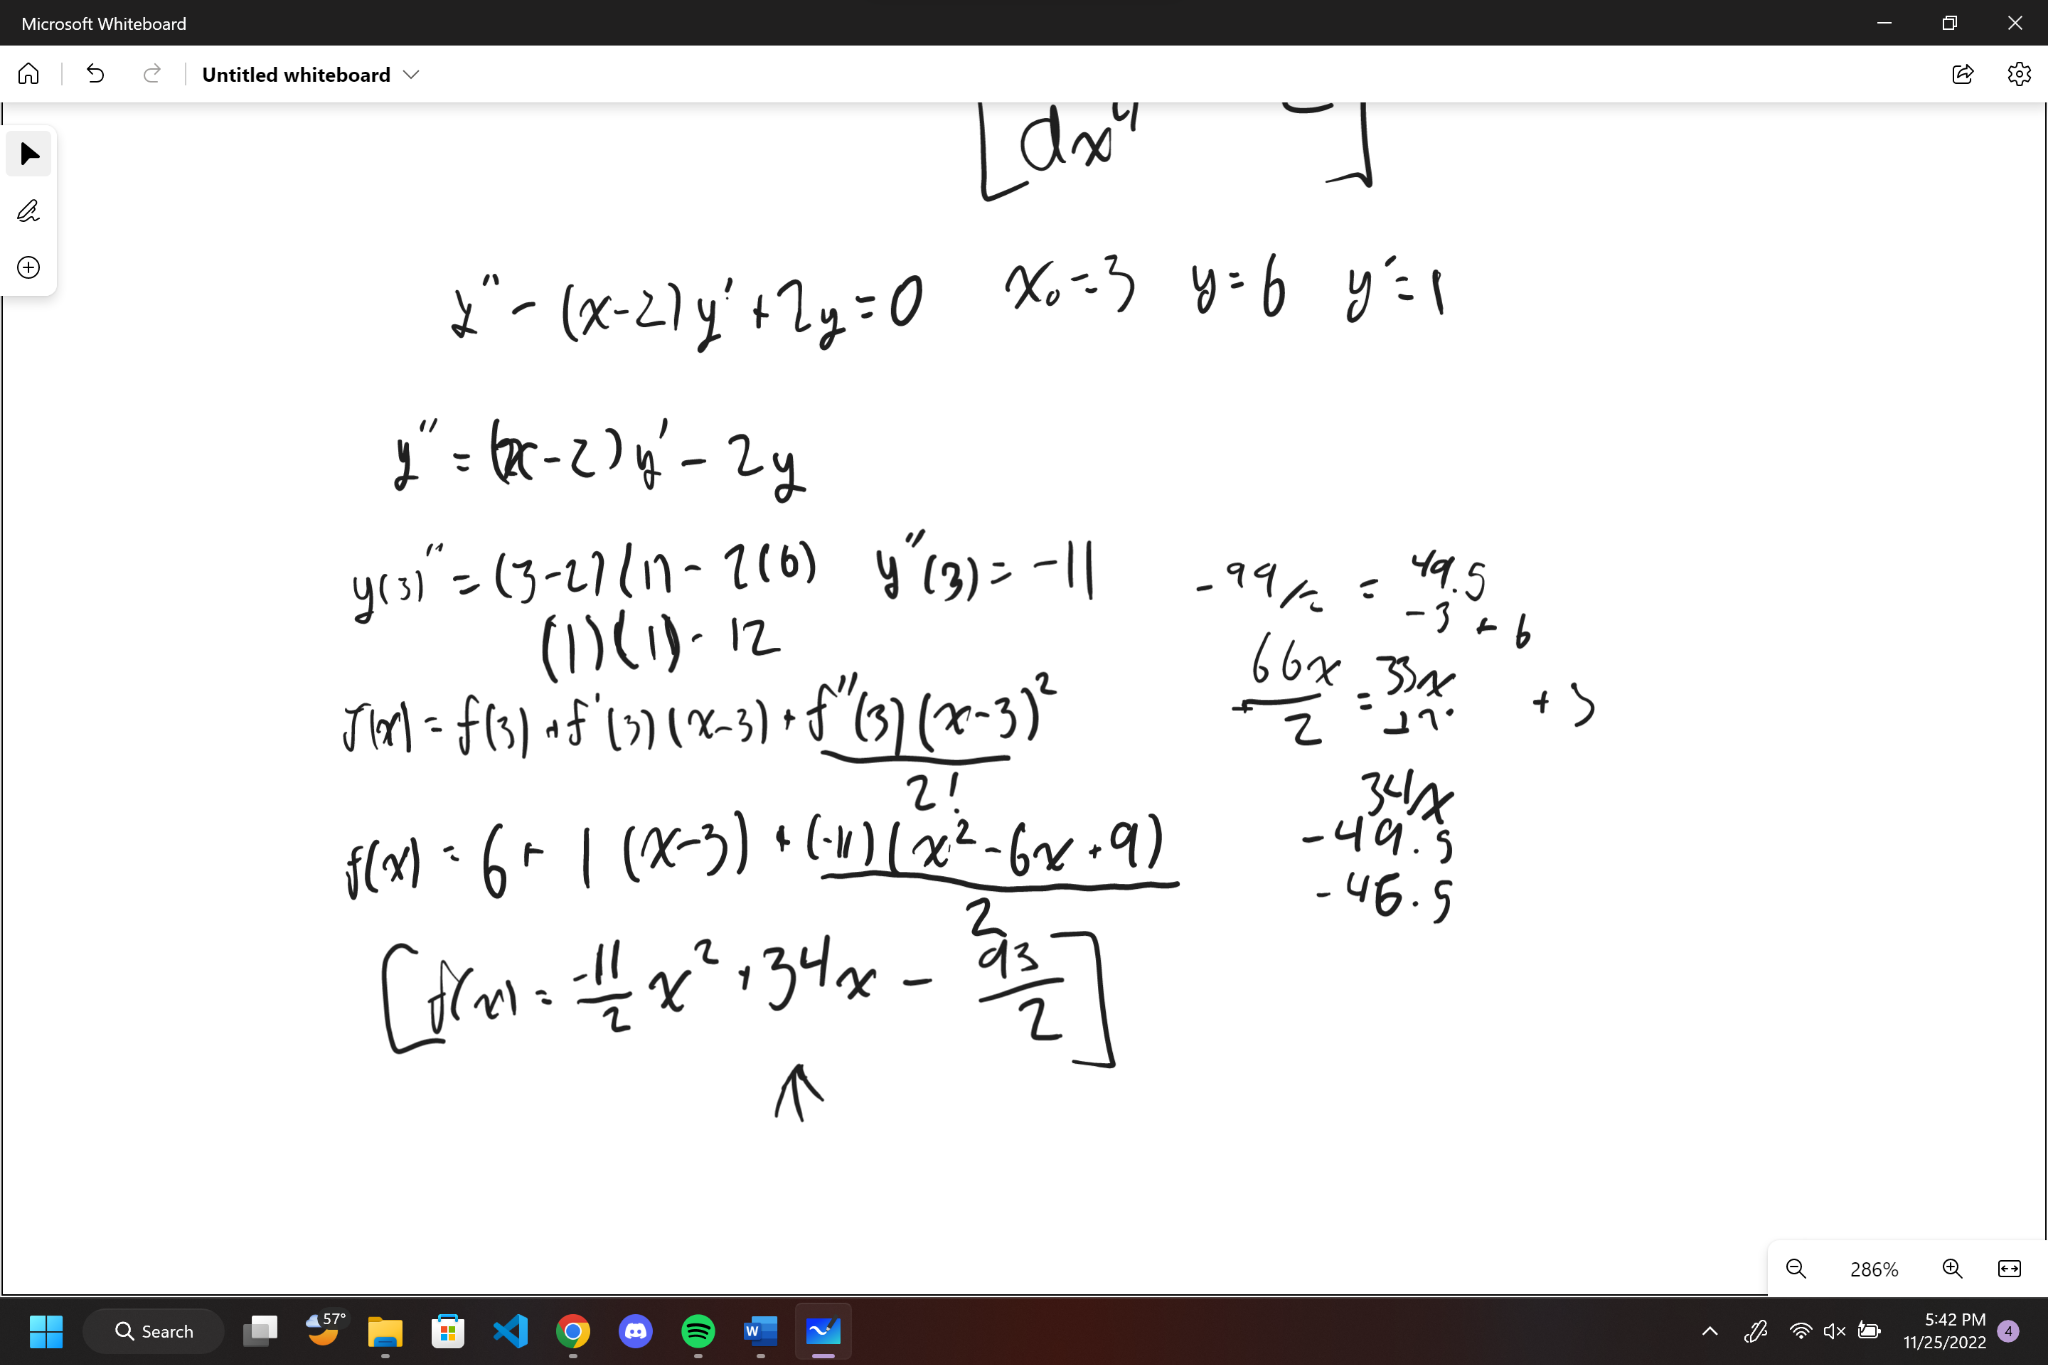 Microsoft Whiteboard
Untitled whiteboard
dx⁴
y'' - (x-2)y' + 2y = 0   x₀ = 3   y = 6   y' = 1
y'' = (x-2)y' - 2y
y(3)'' = (3-2)(1) - 2(6)   y''(3) = -11
(1)(1) - 12
f(x) = f(3) + f'(3)(x-3) + f''(3)(x-3)²
2!
f(x) = 6 + 1(x-3) + (-11)(x²-6x+9)
2
[f(x) = -11/2 x² + 34x - 93/2]
↑
-99/2 = 49.5
-3 + 6
+66x/2 = 33x
+ 3
34x
-49.5
-46.5
286%
57°
Search
5:42 PM
11/25/2022
4